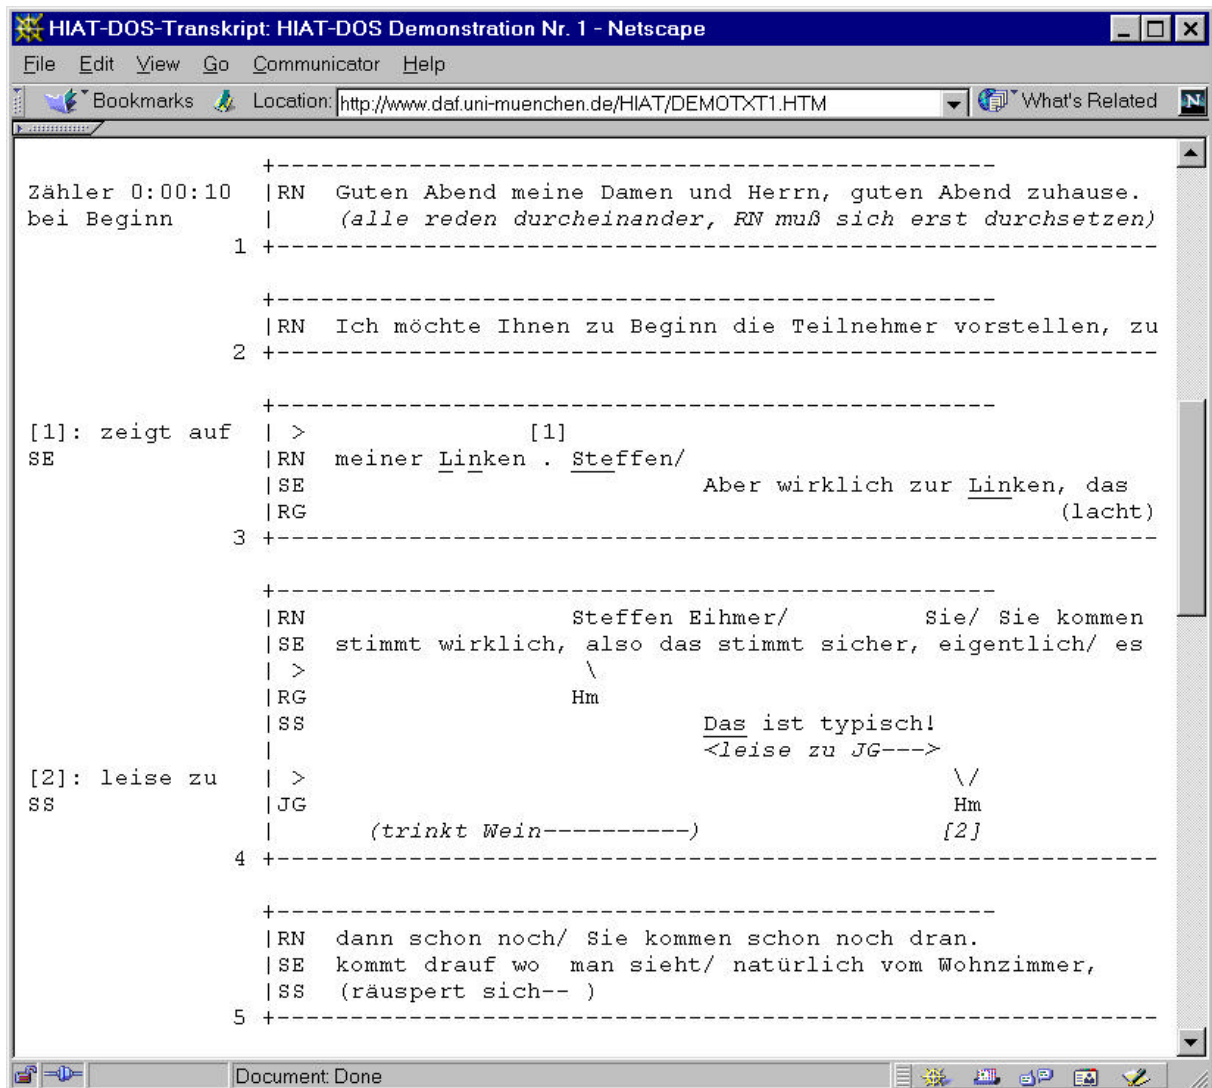 HIAT-DOS-Transkript: HIAT-DOS Demonstration Nr. 1 - Netscape
File Edit View Go Communicator Help
Bookmarks Location: http://www.daf.uni-muenchen.de/HIAT/DEMOTXT1.HTM What's Related N
+-------------------------------------------------
Zähler 0:00:10 |RN Guten Abend meine Damen und Herrn, guten Abend zuhause.
bei Beginn | (alle reden durcheinander, RN muß sich erst durchsetzen)
1 +------------------------------------------------------------
+-------------------------------------------------
|RN Ich möchte Ihnen zu Beginn die Teilnehmer vorstellen, zu
2 +------------------------------------------------------------
+-------------------------------------------------
[1]: zeigt auf | > [1]
SE |RN meiner Linken . Steffen/
|SE Aber wirklich zur Linken, das
|RG (lacht)
3 +------------------------------------------------------------
+-------------------------------------------------
|RN Steffen Eihmer/ Sie/ Sie kommen
|SE stimmt wirklich, also das stimmt sicher, eigentlich/ es
| > \
|RG Hm
|SS Das ist typisch!
| <leise zu JG--->
[2]: leise zu | > \/
SS |JG Hm
| (trinkt Wein----------) [2]
4 +------------------------------------------------------------
+-------------------------------------------------
|RN dann schon noch/ Sie kommen schon noch dran.
|SE kommt drauf wo man sieht/ natürlich vom Wohnzimmer,
|SS (räuspert sich-- )
5 +------------------------------------------------------------
Document: Done